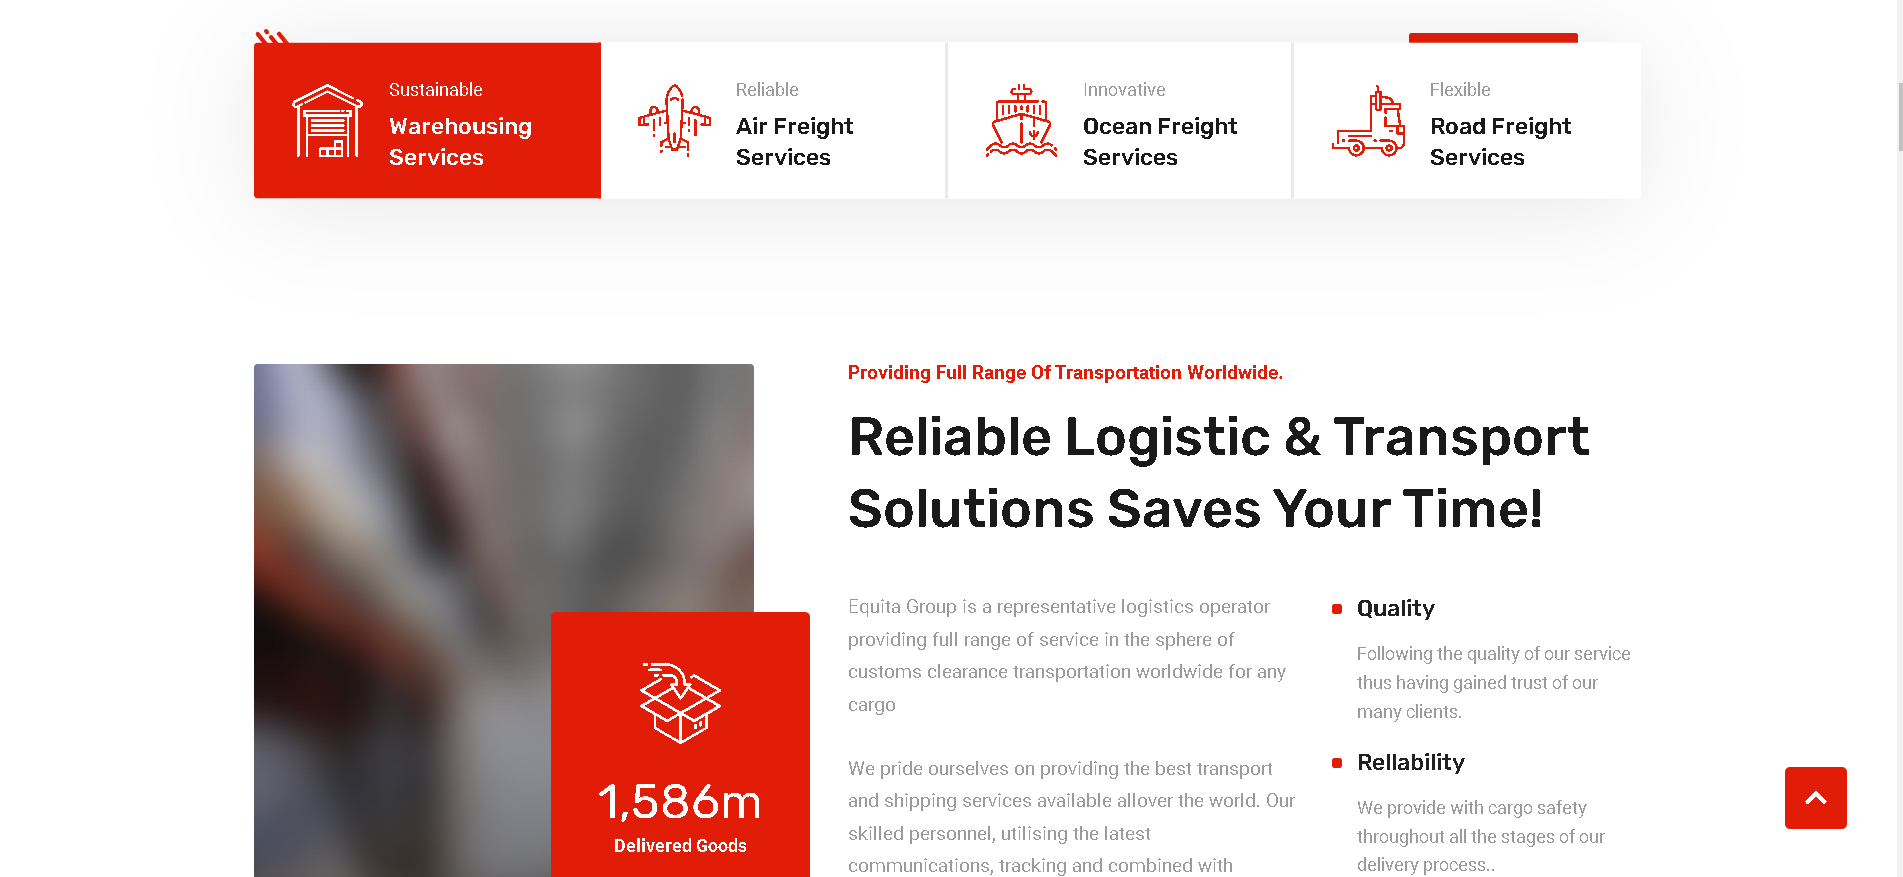 Sustainable
Warehousing
Services
Reliable
Air Freight
Services
Innovative
Ocean Freight
Services
Flexible
Road Freight
Services
Providing Full Range Of Transportation Worldwide.
Reliable Logistic & Transport
Solutions Saves Your Time!
Equita Group is a representative logistics operator
providing full range of service in the sphere of
customs clearance transportation worldwide for any
cargo
We pride ourselves on providing the best transport
and shipping services available allover the world. Our
skilled personnel, utilising the latest
communications, tracking and combined with
Quality
Following the quality of our service
thus having gained trust of our
many clients.
Rellability
We provide with cargo safety
throughout all the stages of our
delivery process..
1,586m
Delivered Goods